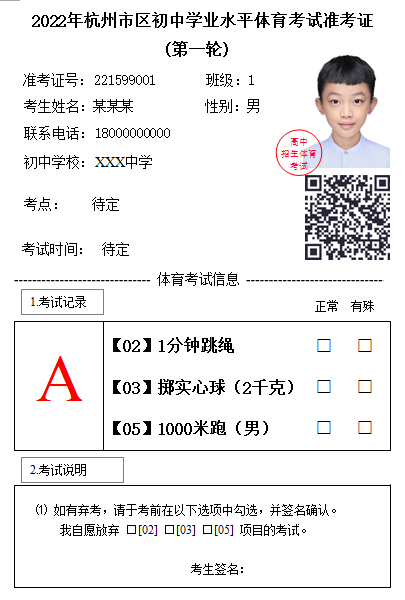 2022年杭州市区初中学业水平体育考试准考证
(第一轮)
准考证号：221599001 班级：1
考生姓名：某某某 性别：男
联系电话：18000000000
初中学校：XXX中学
高中
招生体育
考试
考点： 待定
考试时间： 待定
------------------------------ 体育考试信息 ------------------------------
1.考试记录
正常 有殊
A
【02】1分钟跳绳 □ □
【03】掷实心球（2千克） □ □
【05】1000米跑（男） □ □
2.考试说明
⑴ 如有弃考，请于考前在以下选项中勾选，并签名确认。
我自愿放弃 □[02] □[03] □[05] 项目的考试。
考生签名：